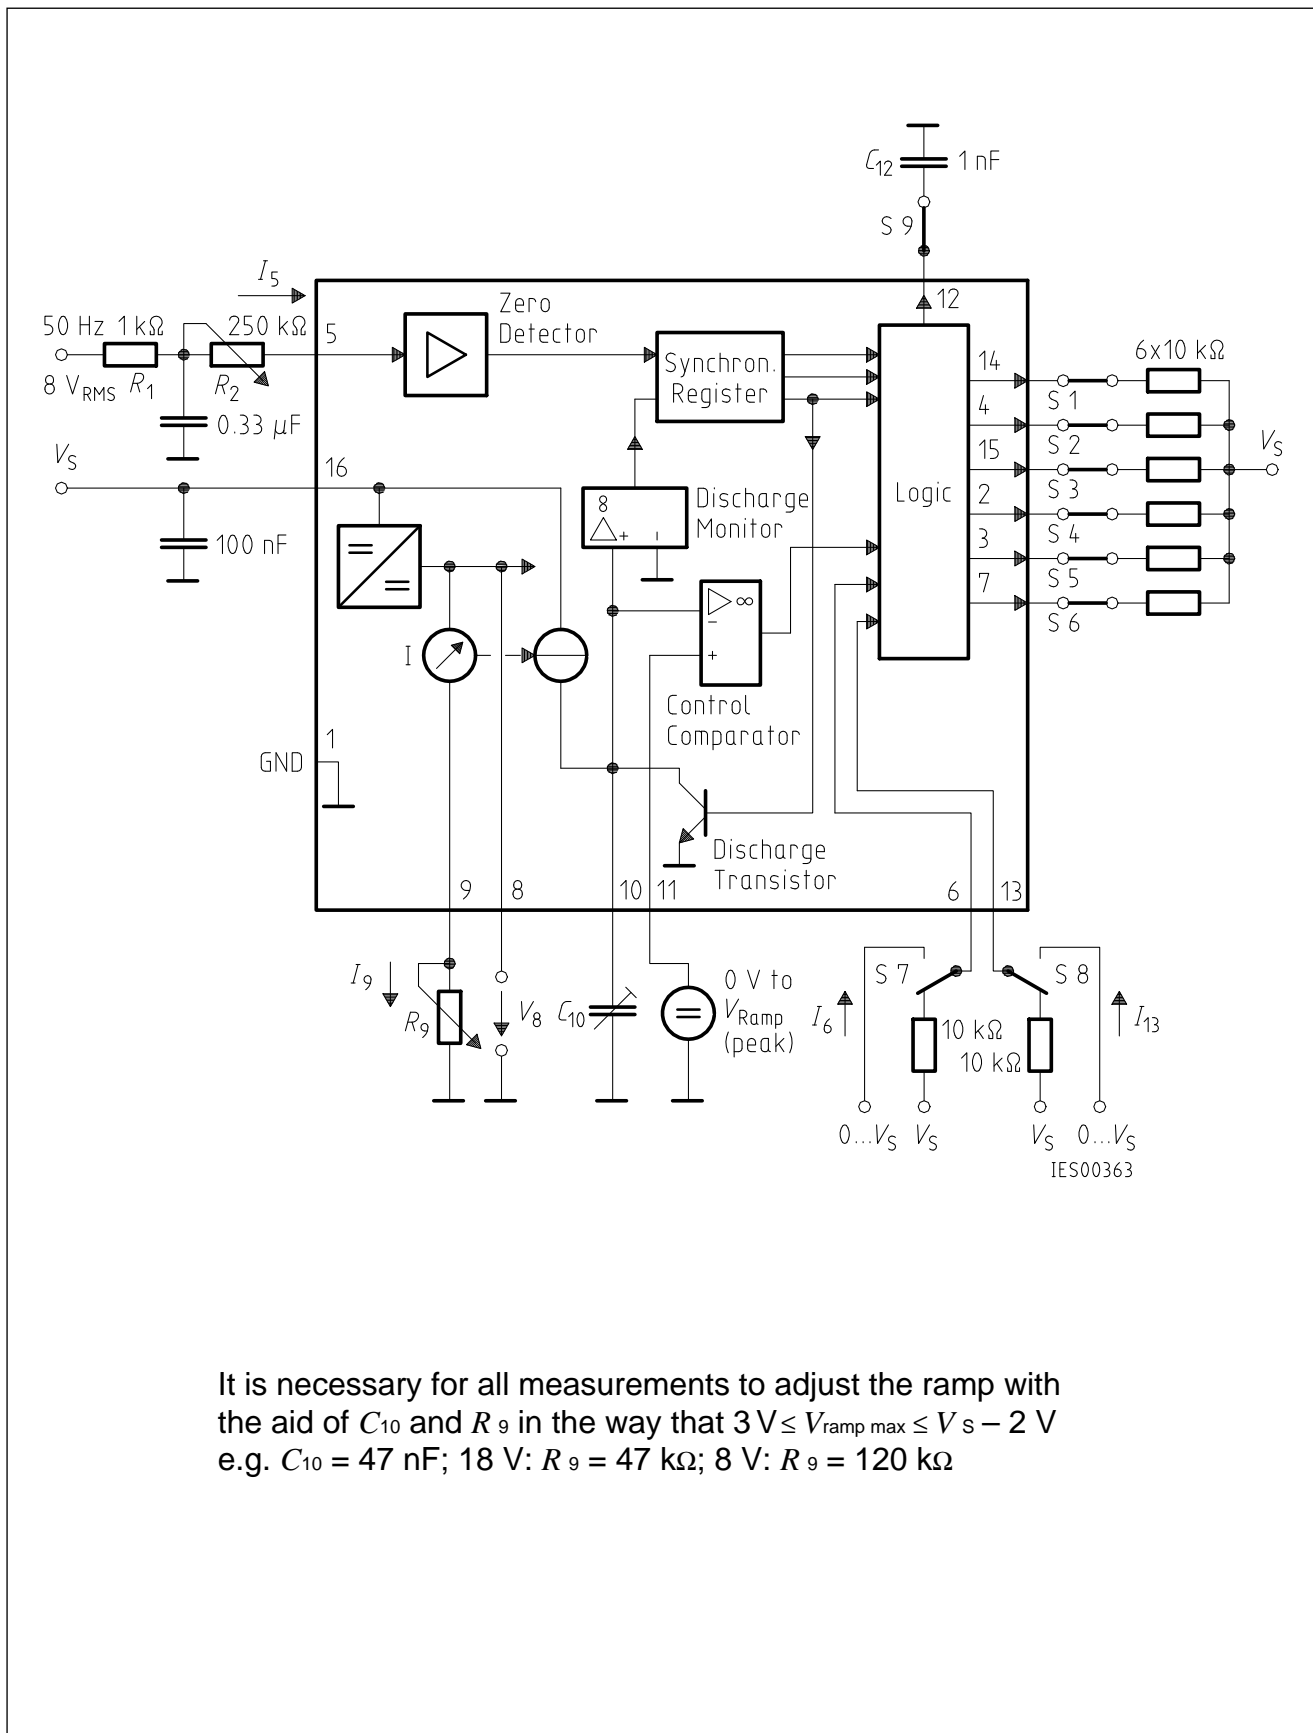 C12 1 nF
S 9
I5
12
50 Hz 1 kΩ 250 kΩ 5
Zero
Detector
8 VRMS R1 R2
0.33 µF
Synchron.
Register
14
6x10 kΩ
S 1
4
S 2
15
S 3
VS
2
S 4
3
S 5
7
S 6
Logic
VS
16
100 nF
8
+ −
Discharge
Monitor
∞
−
+
Control
Comparator
I
1
GND
Discharge
Transistor
9 8 10 11 6 13
I9
R9
V8
C10
0 V to
VRamp
(peak)
S 7 S 8
I6
10 kΩ
10 kΩ
I13
0...VS VS VS 0...VS
IES00363
It is necessary for all measurements to adjust the ramp with
the aid of C10 and R 9 in the way that 3 V ≤ Vramp max ≤ V S – 2 V
e.g. C10 = 47 nF; 18 V: R 9 = 47 kΩ; 8 V: R 9 = 120 kΩ